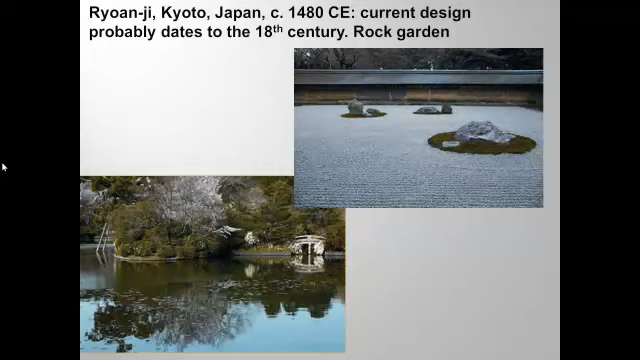 Ryoan-ji, Kyoto, Japan, c. 1480 CE: current design
probably dates to the 18th century. Rock garden